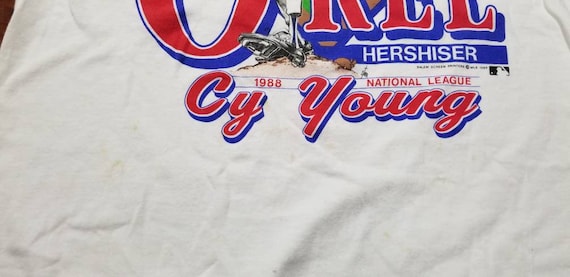 OREL
HERSHISER
1988 NATIONAL LEAGUE
Cy Young